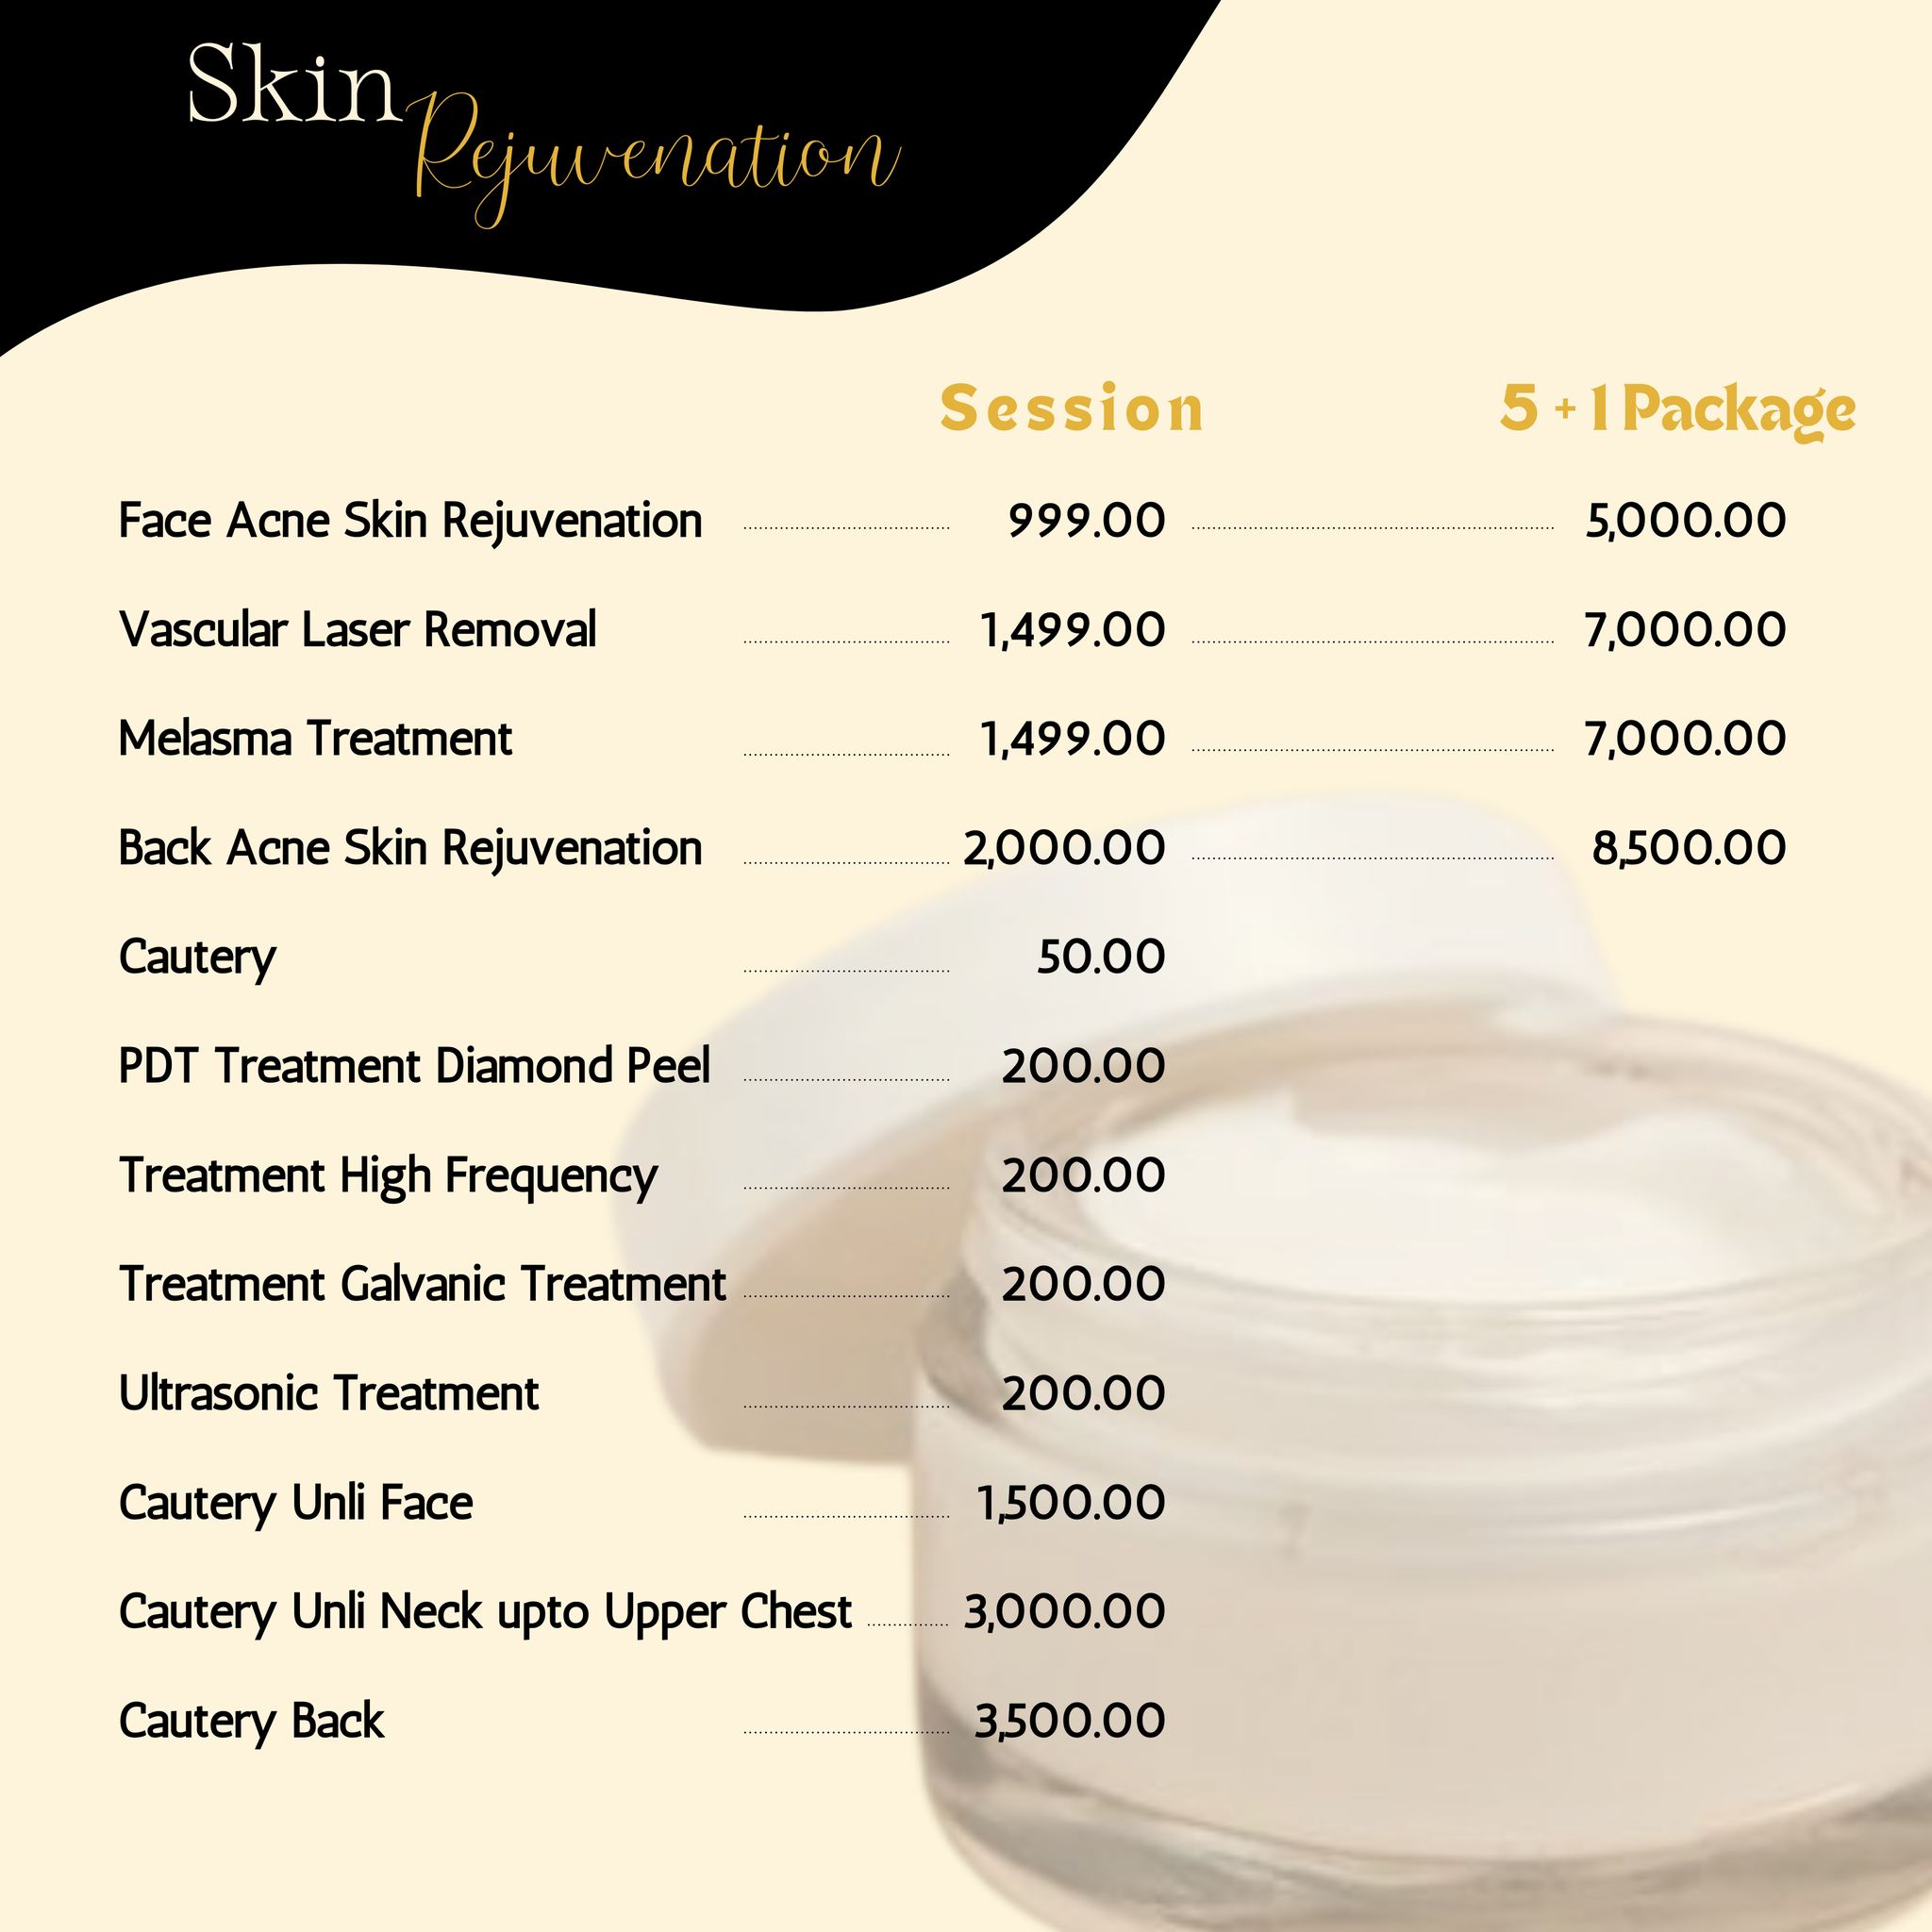 Skin
Rejuvenation
Session 5 + 1 Package
Face Acne Skin Rejuvenation 999.00 5,000.00
Vascular Laser Removal 1,499.00 7,000.00
Melasma Treatment 1,499.00 7,000.00
Back Acne Skin Rejuvenation 2,000.00 8,500.00
Cautery 50.00
PDT Treatment Diamond Peel 200.00
Treatment High Frequency 200.00
Treatment Galvanic Treatment 200.00
Ultrasonic Treatment 200.00
Cautery Unli Face 1,500.00
Cautery Unli Neck upto Upper Chest 3,000.00
Cautery Back 3,500.00